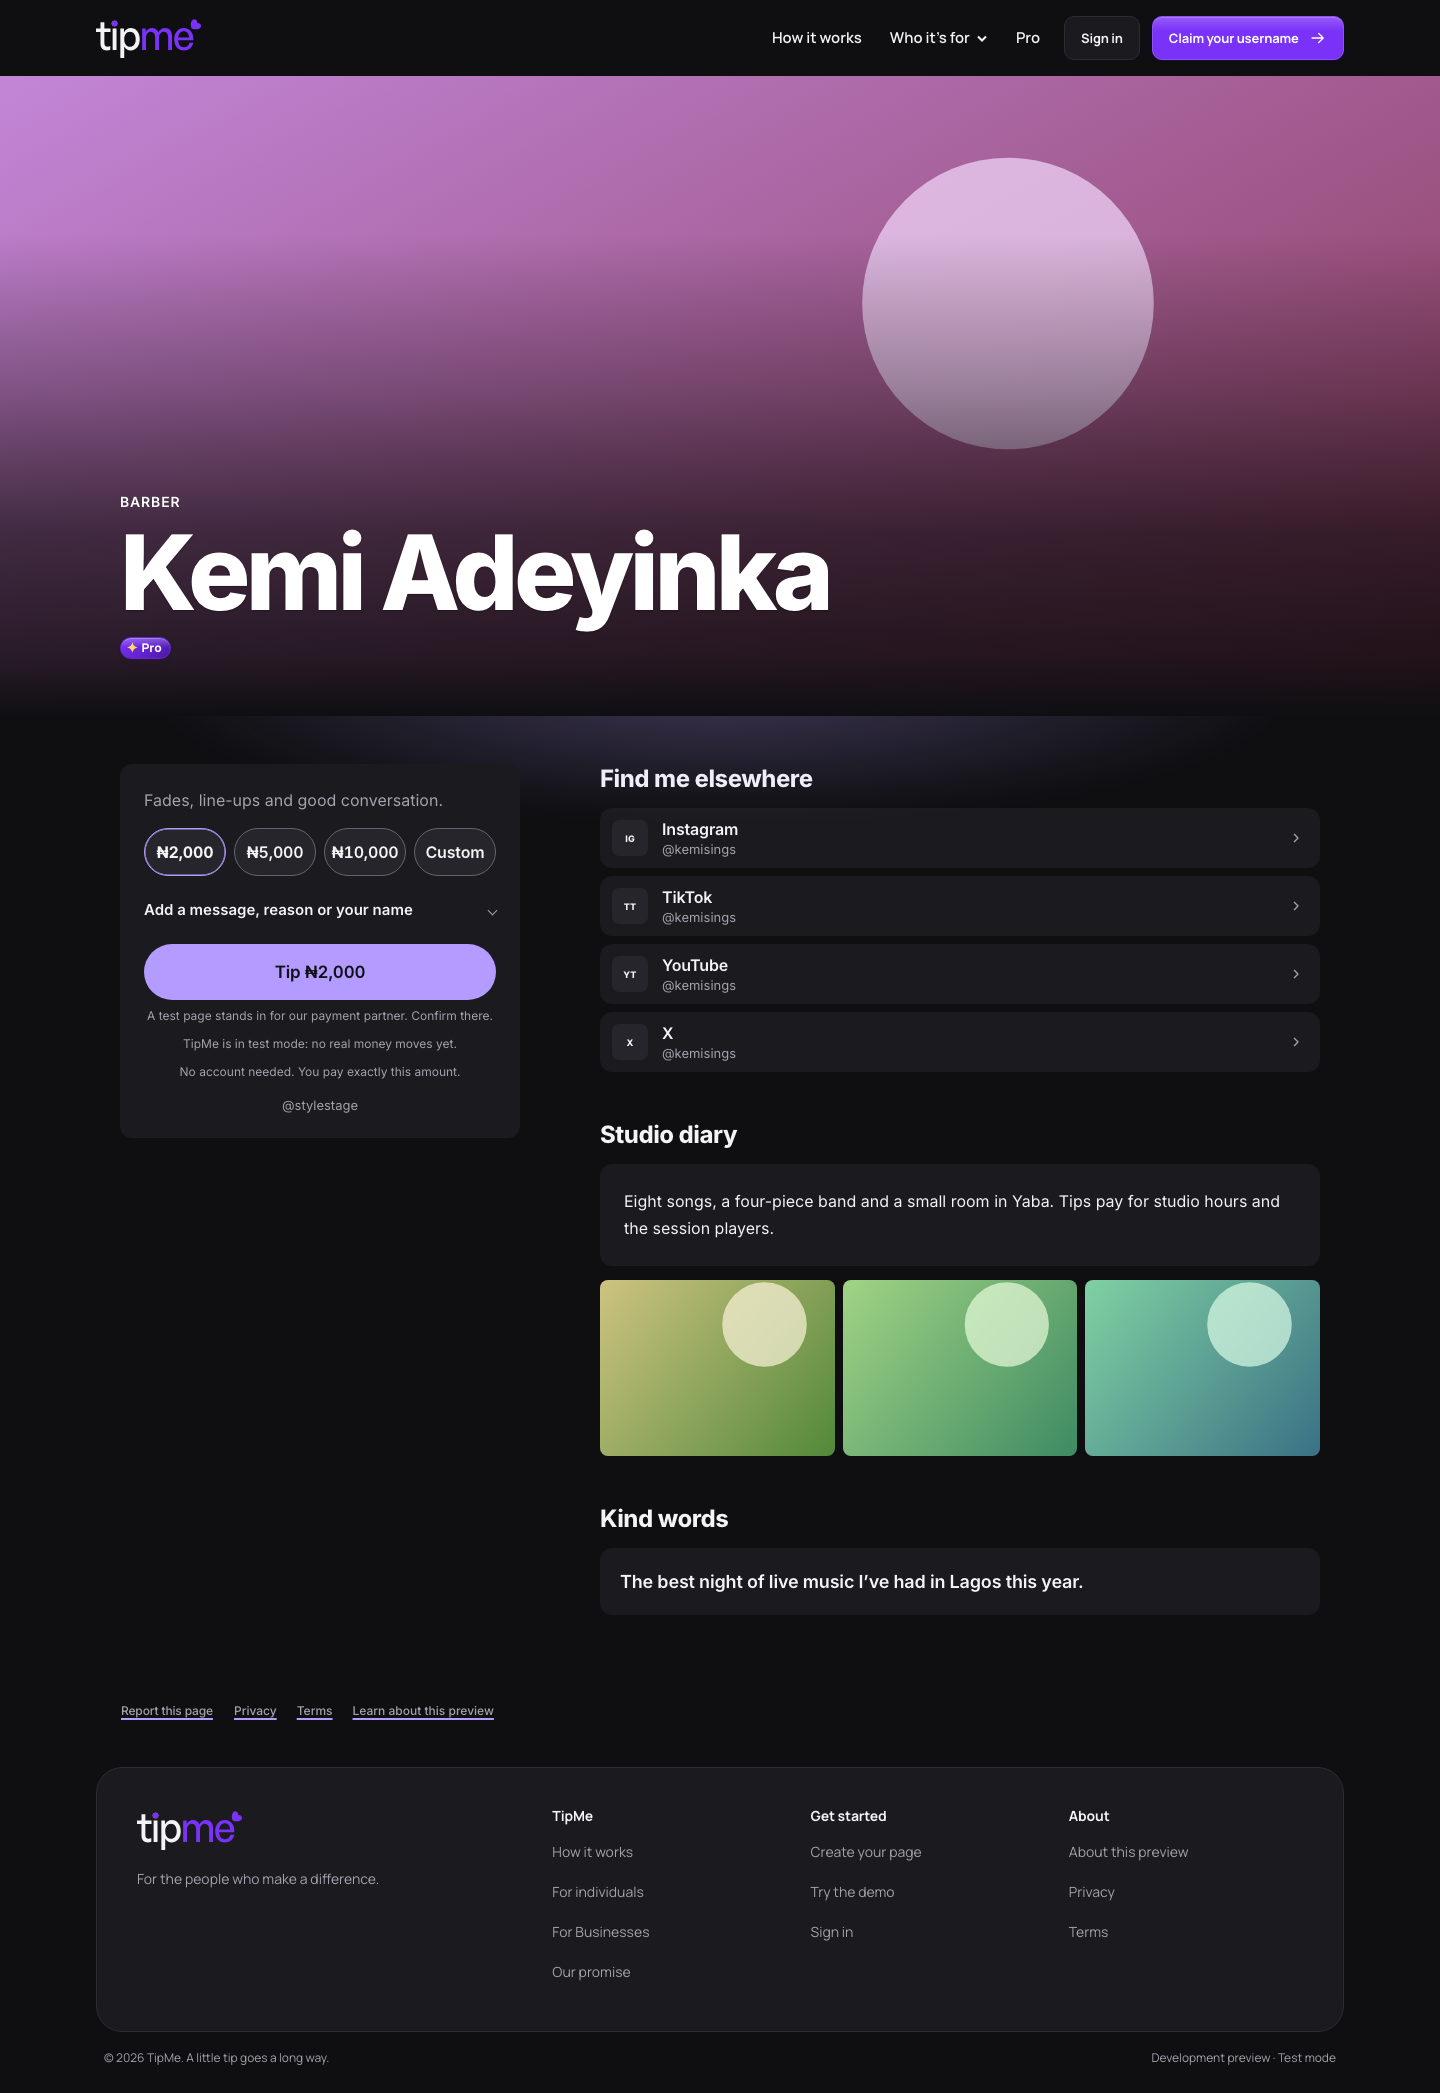 tipme
How it works
Who it's for
Pro
Sign in
Claim your username
BARBER
Kemi Adeyinka
✦ Pro
Fades, line-ups and good conversation.
₦2,000
₦5,000
₦10,000
Custom
Add a message, reason or your name
Tip ₦2,000
A test page stands in for our payment partner. Confirm there.
TipMe is in test mode: no real money moves yet.
No account needed. You pay exactly this amount.
@stylestage
Find me elsewhere
IG
Instagram
@kemisings
TT
TikTok
@kemisings
YT
YouTube
@kemisings
X
X
@kemisings
Studio diary
Eight songs, a four-piece band and a small room in Yaba. Tips pay for studio hours and
the session players.
Kind words
The best night of live music I’ve had in Lagos this year.
Report this page
Privacy
Terms
Learn about this preview
tipme
For the people who make a difference.
TipMe
How it works
For individuals
For Businesses
Our promise
Get started
Create your page
Try the demo
Sign in
About
About this preview
Privacy
Terms
© 2026 TipMe. A little tip goes a long way.
Development preview · Test mode